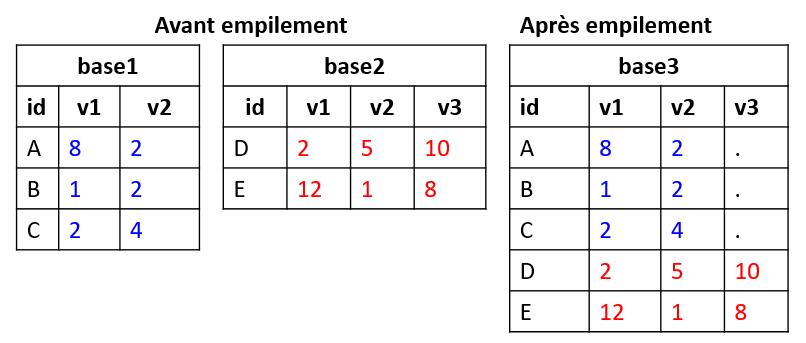 Avant empilement
base1
id v1 v2
A 8 2
B 1 2
C 2 4
base2
id v1 v2 v3
D 2 5 10
E 12 1 8
Après empilement
base3
id v1 v2 v3
A 8 2 .
B 1 2 .
C 2 4 .
D 2 5 10
E 12 1 8